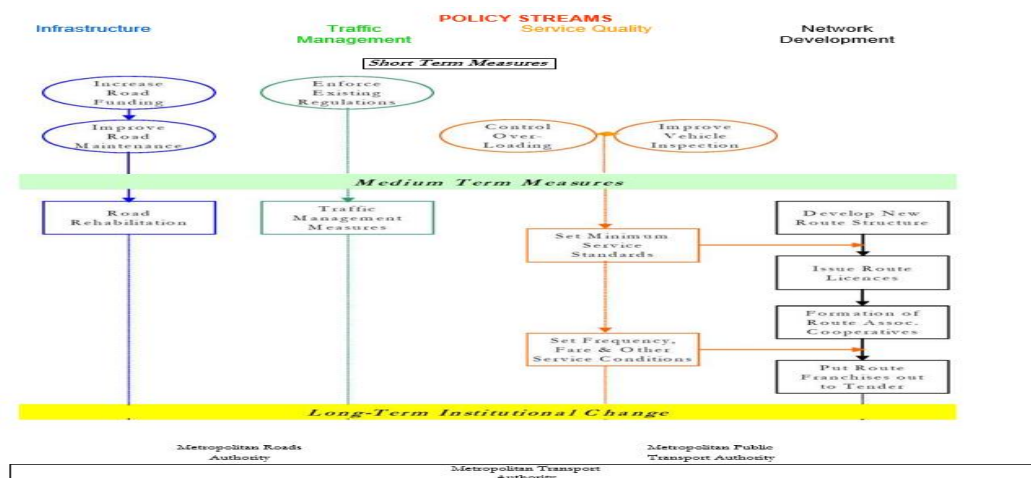 POLICY STREAMS
Infrastructure
Traffic
Management
Service Quality
Network
Development
Short Term Measures
Increase
Road
Funding
Enforce
Existing
Regulations
Improve
Road
Maintenance
Control
Over-
Loading
Improve
Vehicle
Inspection
Medium Term Measures
Road
Rehabilitation
Traffic
Management
Measures
Develop New
Route Structure
Set Minimum
Service
Standards
Issue Route
Licences
Formation of
Route Assoc.
Cooperatives
Set Frequency,
Fare & Other
Service Conditions
Put Route
Franchises out
to Tender
Long-Term Institutional Change
Metropolitan Roads
Authority
Metropolitan Public
Transport Authority
Metropolitan Transport
Authority